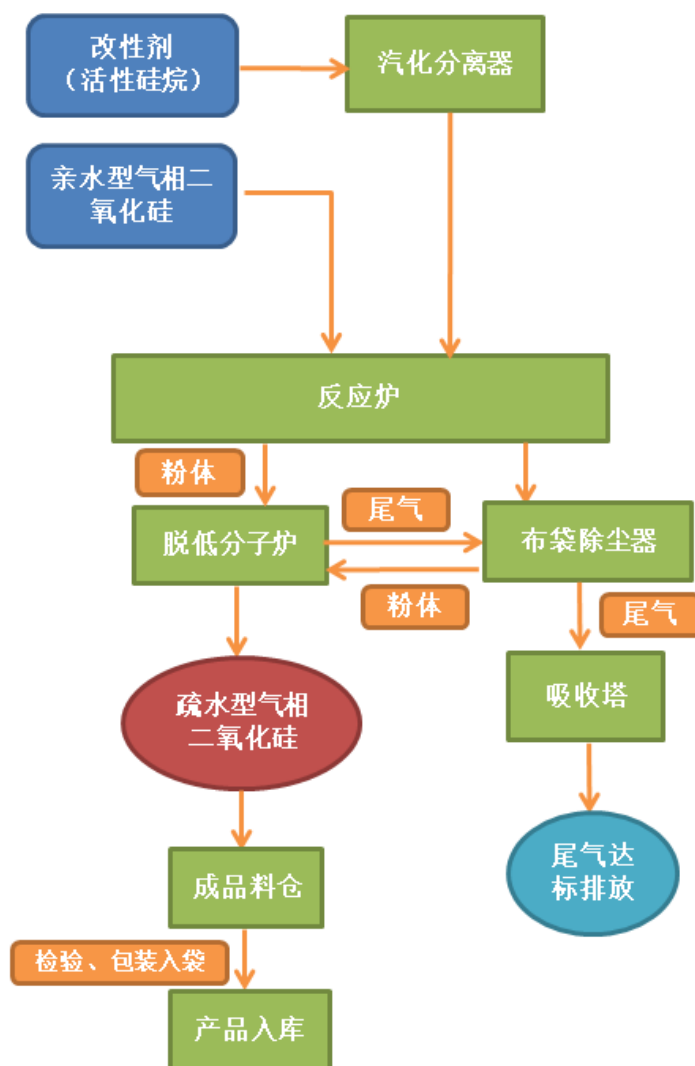 改性剂
（活性硅烷）
汽化分离器
亲水型气相二
氧化硅
反应炉
粉体
尾气
脱低分子炉
布袋除尘器
粉体
尾气
疏水型气相
二氧化硅
吸收塔
成品料仓
尾气达
标排放
检验、包装入袋
产品入库